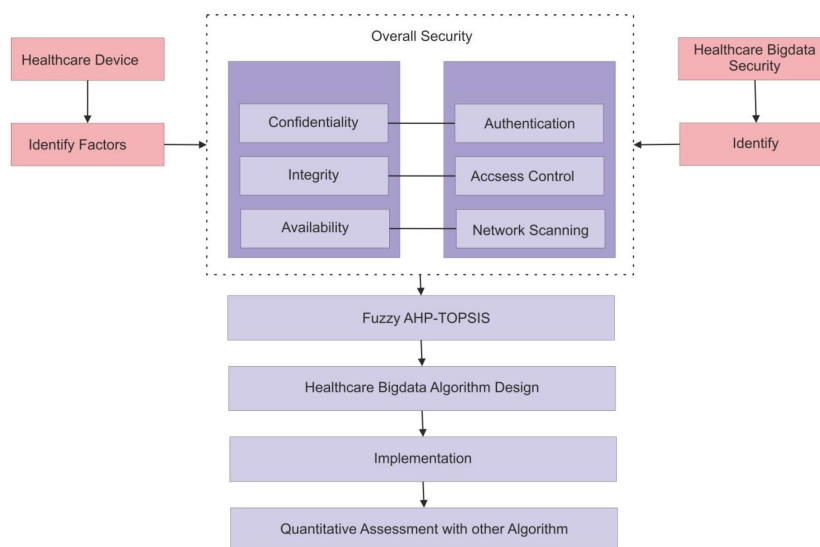 Overall Security
Healthcare Device
Healthcare Bigdata
Security
Identify Factors
Identify
Confidentiality
Authentication
Integrity
Accsess Control
Availability
Network Scanning
Fuzzy AHP-TOPSIS
Healthcare Bigdata Algorithm Design
Implementation
Quantitative Assessment with other Algorithm